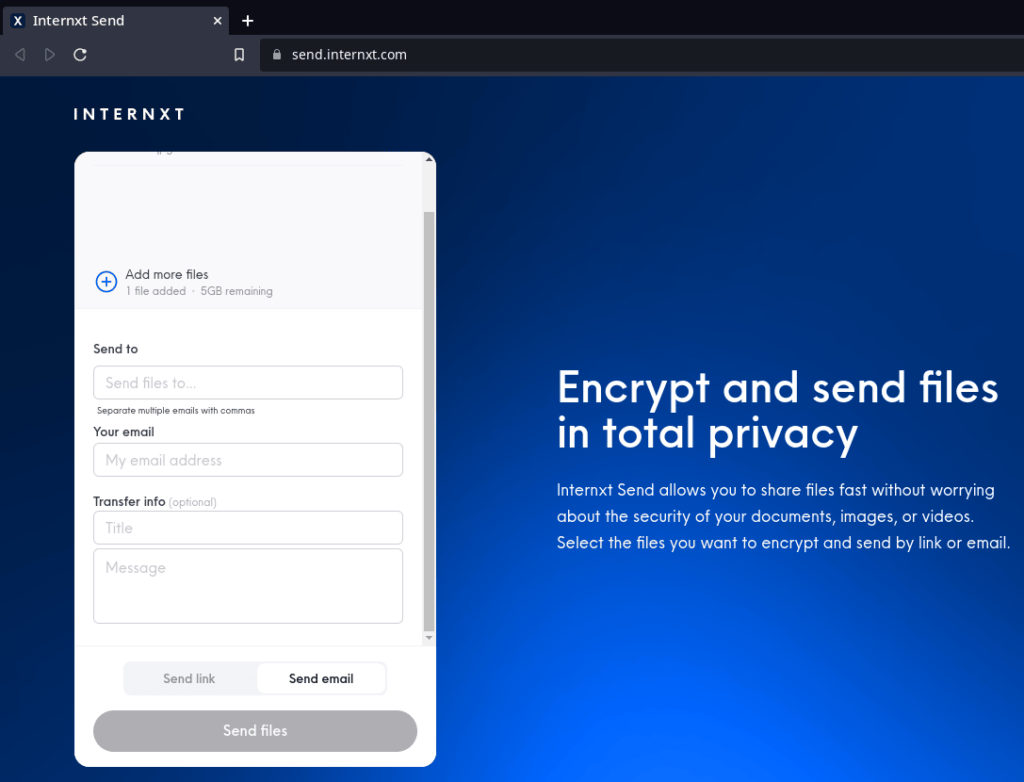 X Internxt Send
send.internxt.com
INTERNXT
Add more files
1 file added · 5GB remaining
Send to
Send files to...
Separate multiple emails with commas
Your email
My email address
Transfer info (optional)
Title
Message
Send link Send email
Send files
Encrypt and send files
in total privacy
Internxt Send allows you to share files fast without worrying
about the security of your documents, images, or videos.
Select the files you want to encrypt and send by link or email.